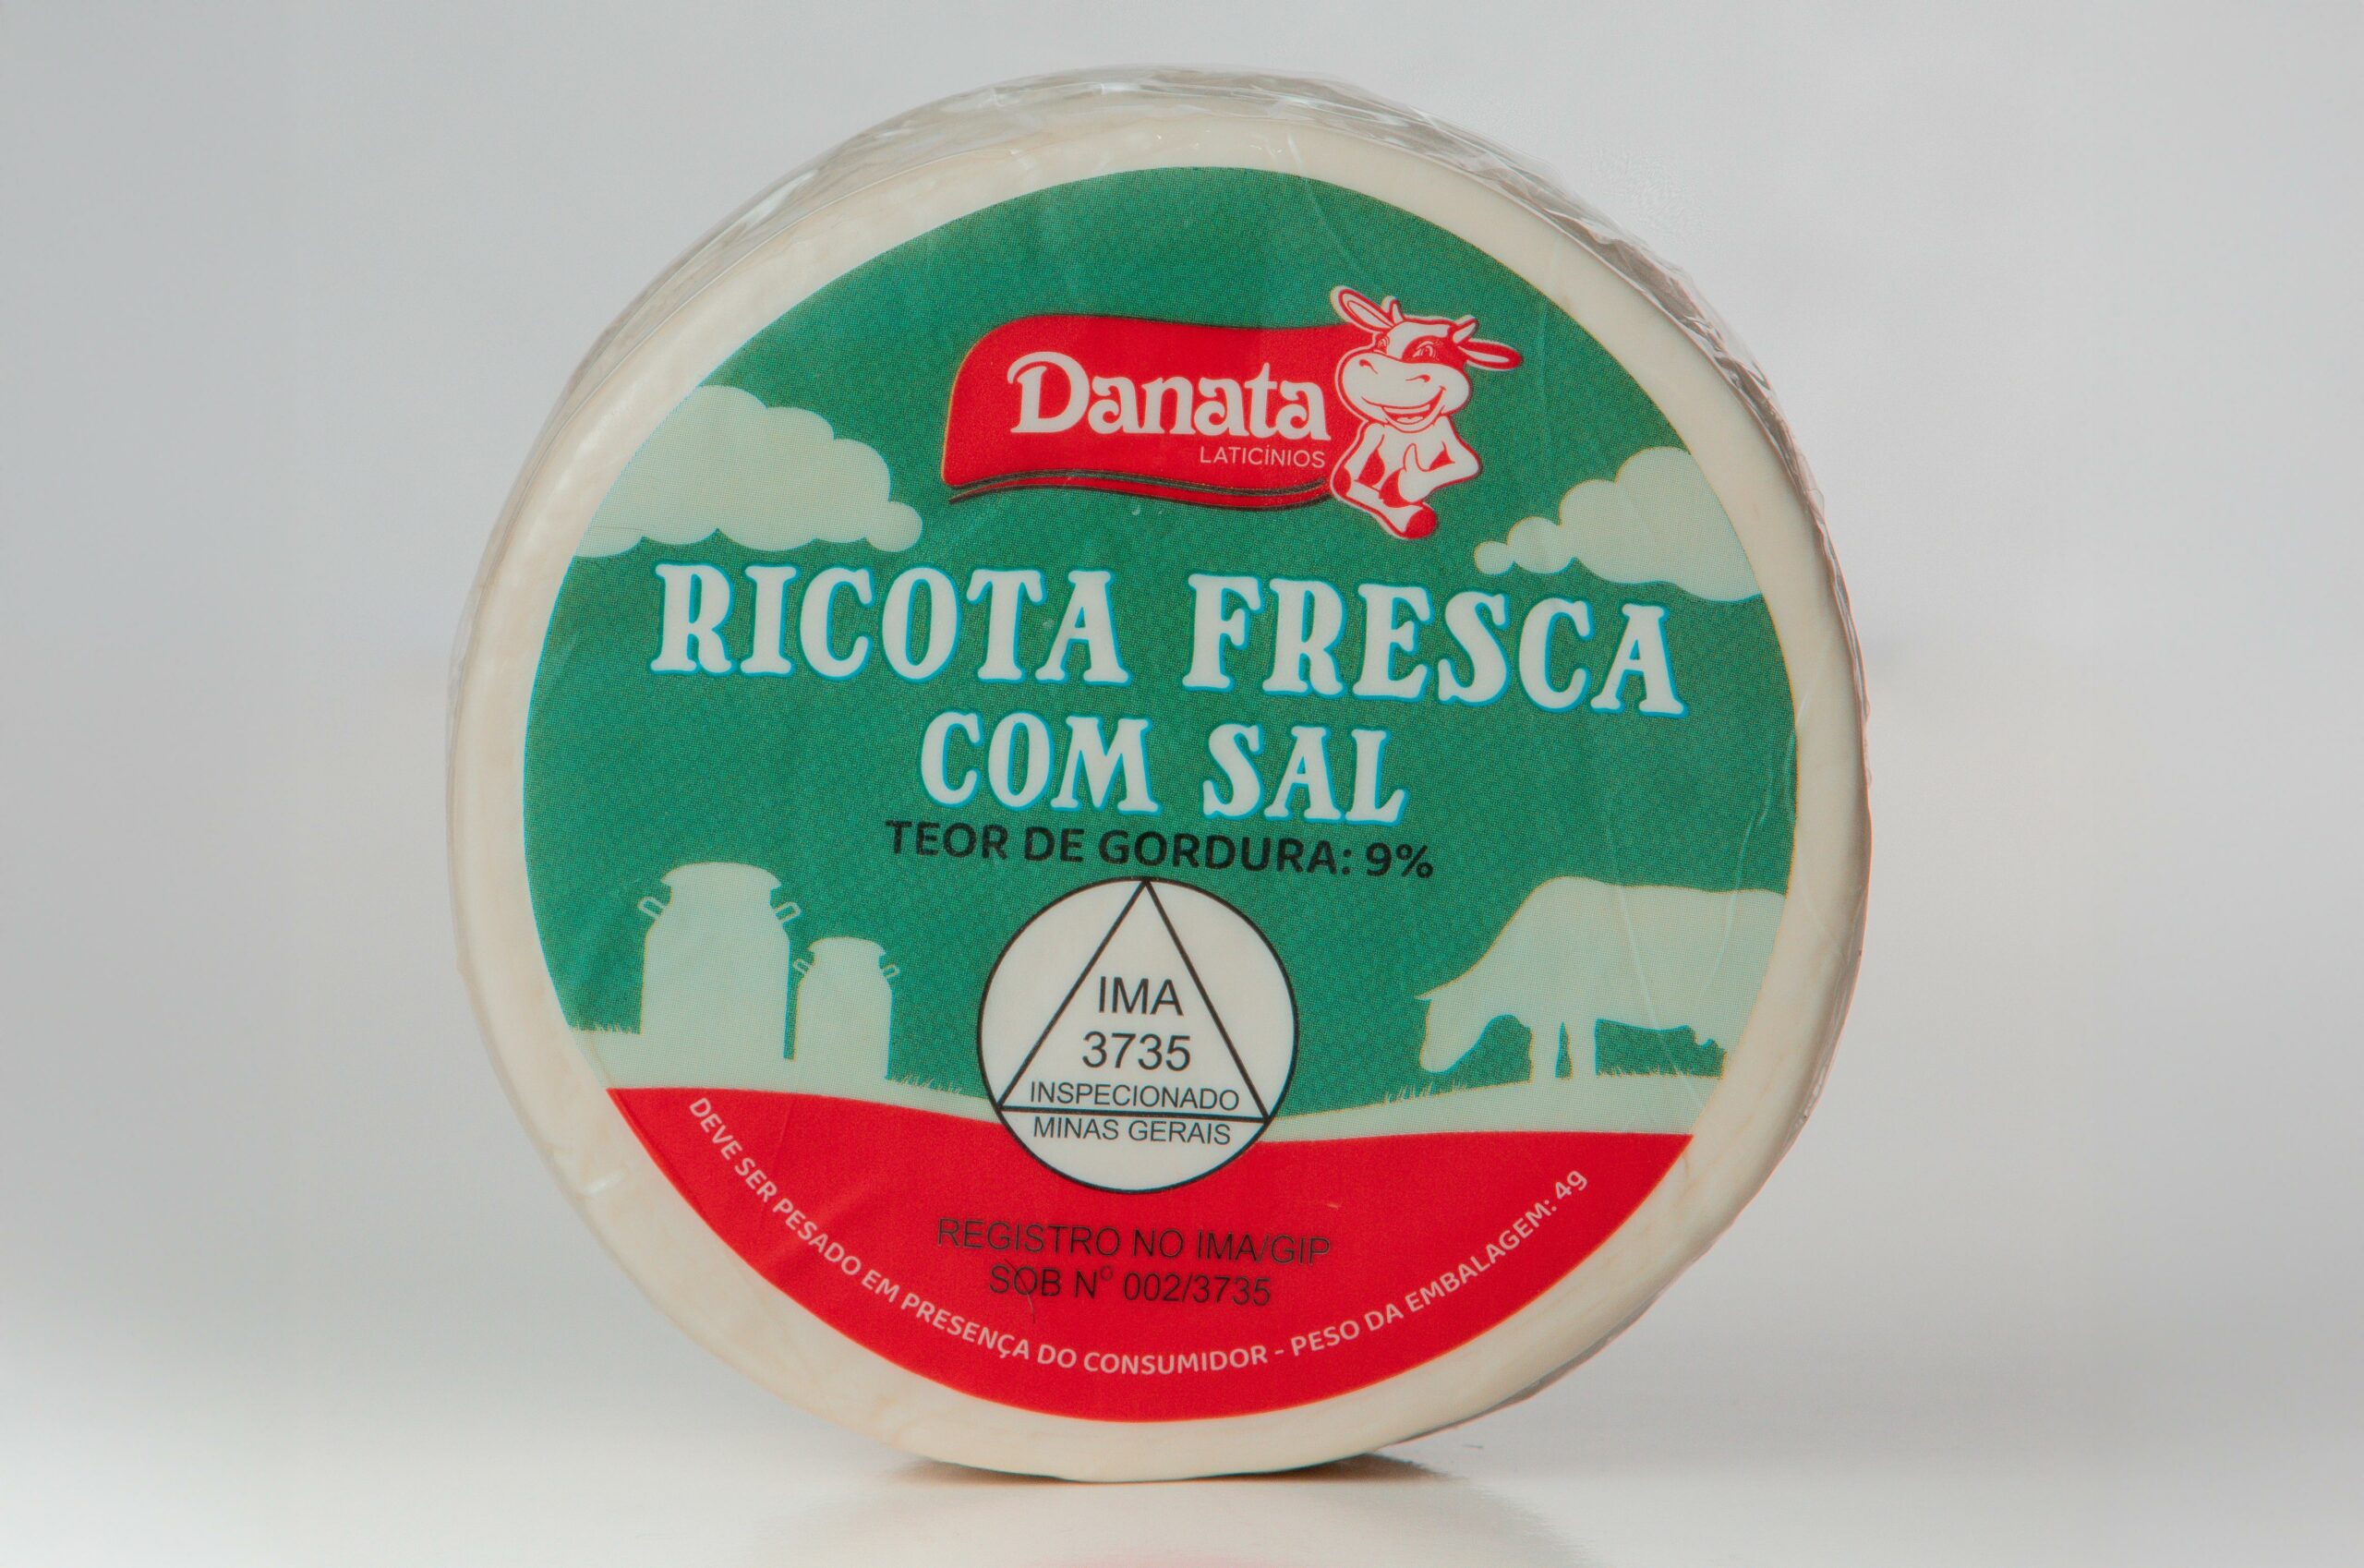 Danata
LATICÍNIOS
RICOTA FRESCA
COM SAL
TEOR DE GORDURA: 9%
IMA
3735
INSPECIONADO
MINAS GERAIS
REGISTRO NO IMA/GIP
SOB Nº 002/3735
DEVE SER PESADO EM PRESENÇA DO CONSUMIDOR - PESO DA EMBALAGEM: 4g